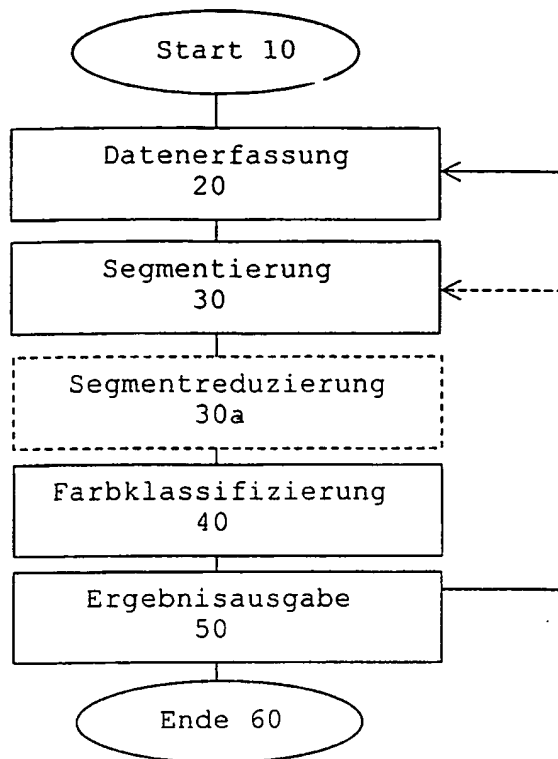 Start 10
Datenerfassung
20
Segmentierung
30
Segmentreduzierung
30a
Farbklassifizierung
40
Ergebnisausgabe
50
Ende 60